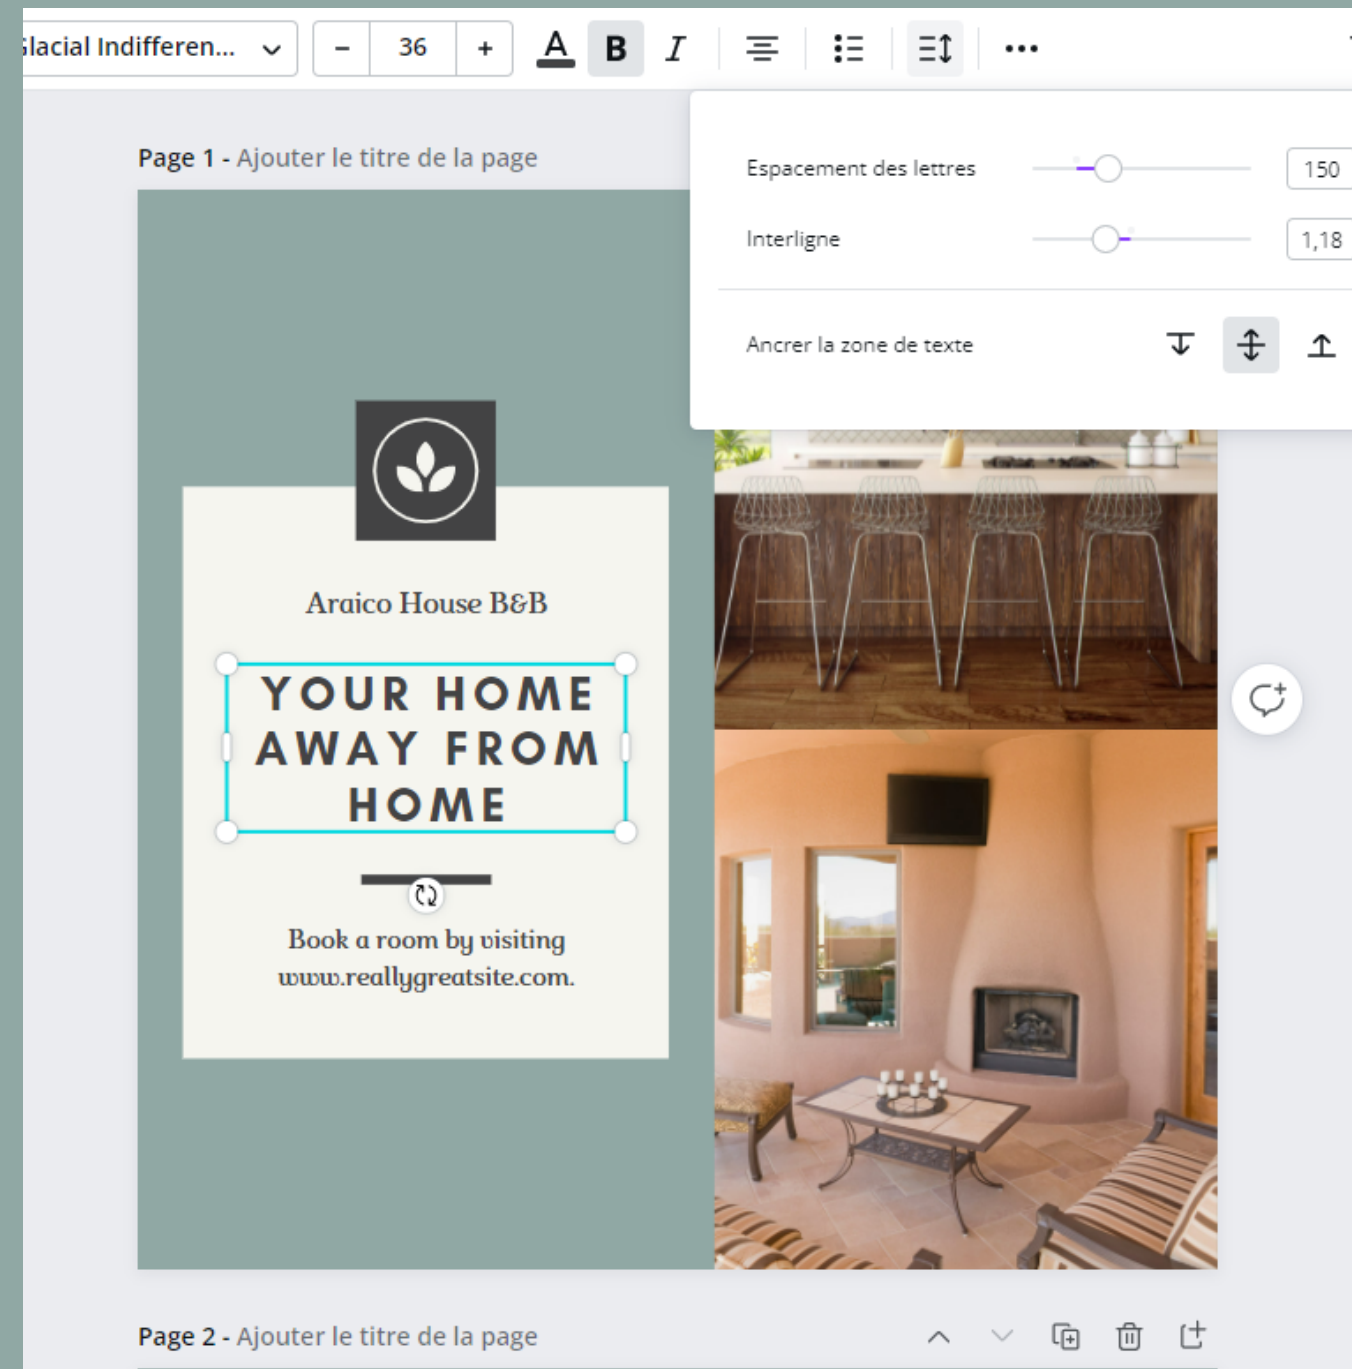 Glacial Indifferen...
36
A
B
I
Espacement des lettres
150
Interligne
1,18
Ancrer la zone de texte
Page 1 - Ajouter le titre de la page
Araico House B&B
YOUR HOME
AWAY FROM
HOME
Book a room by visiting
www.reallygreatsite.com.
Page 2 - Ajouter le titre de la page